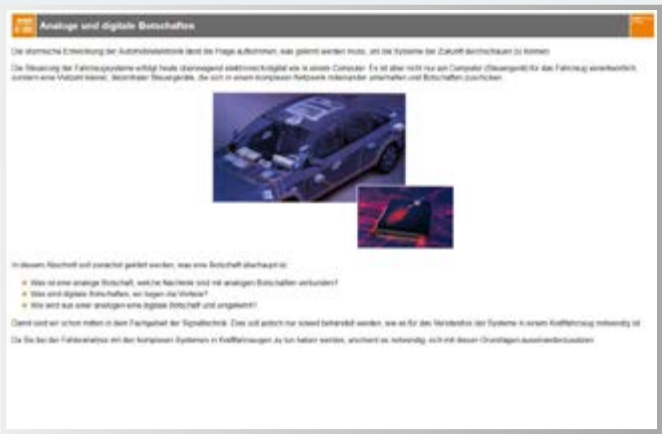 Analoge und digitale Botschaften
Die stürmische Entwicklung der Automobilelektronik lässt die Frage aufkommen, was gelernt werden muss, um die Systeme der Zukunft durchschauen zu können.
Die Steuerung der Fahrzeugsysteme erfolgt heute überwiegend elektronisch/digital wie in einem Computer. Es ist aber nicht nur ein Computer (Steuergerät) für das Fahrzeug verantwortlich,
sondern eine Vielzahl kleiner, dezentraler Steuergeräte, die sich in einem komplexen Netzwerk miteinander unterhalten und Botschaften zuschicken.
In diesem Abschnitt soll zunächst geklärt werden, was eine Botschaft überhaupt ist:
Was ist eine analoge Botschaft, welche Nachteile sind mit analogen Botschaften verbunden?
Was sind digitale Botschaften, wo liegen die Vorteile?
Wie wird aus einer analogen eine digitale Botschaft und umgekehrt?
Damit sind wir schon mitten in dem Fachgebiet der Signaltechnik. Dies soll jedoch nur soweit behandelt werden, wie es für das Verständnis der Systeme in einem Kraftfahrzeug notwendig ist.
Da Sie bei der Fehleranalyse mit den komplexen Systemen in Kraftfahrzeugen zu tun haben werden, erscheint es notwendig, sich mit diesen Grundlagen auseinanderzusetzen.